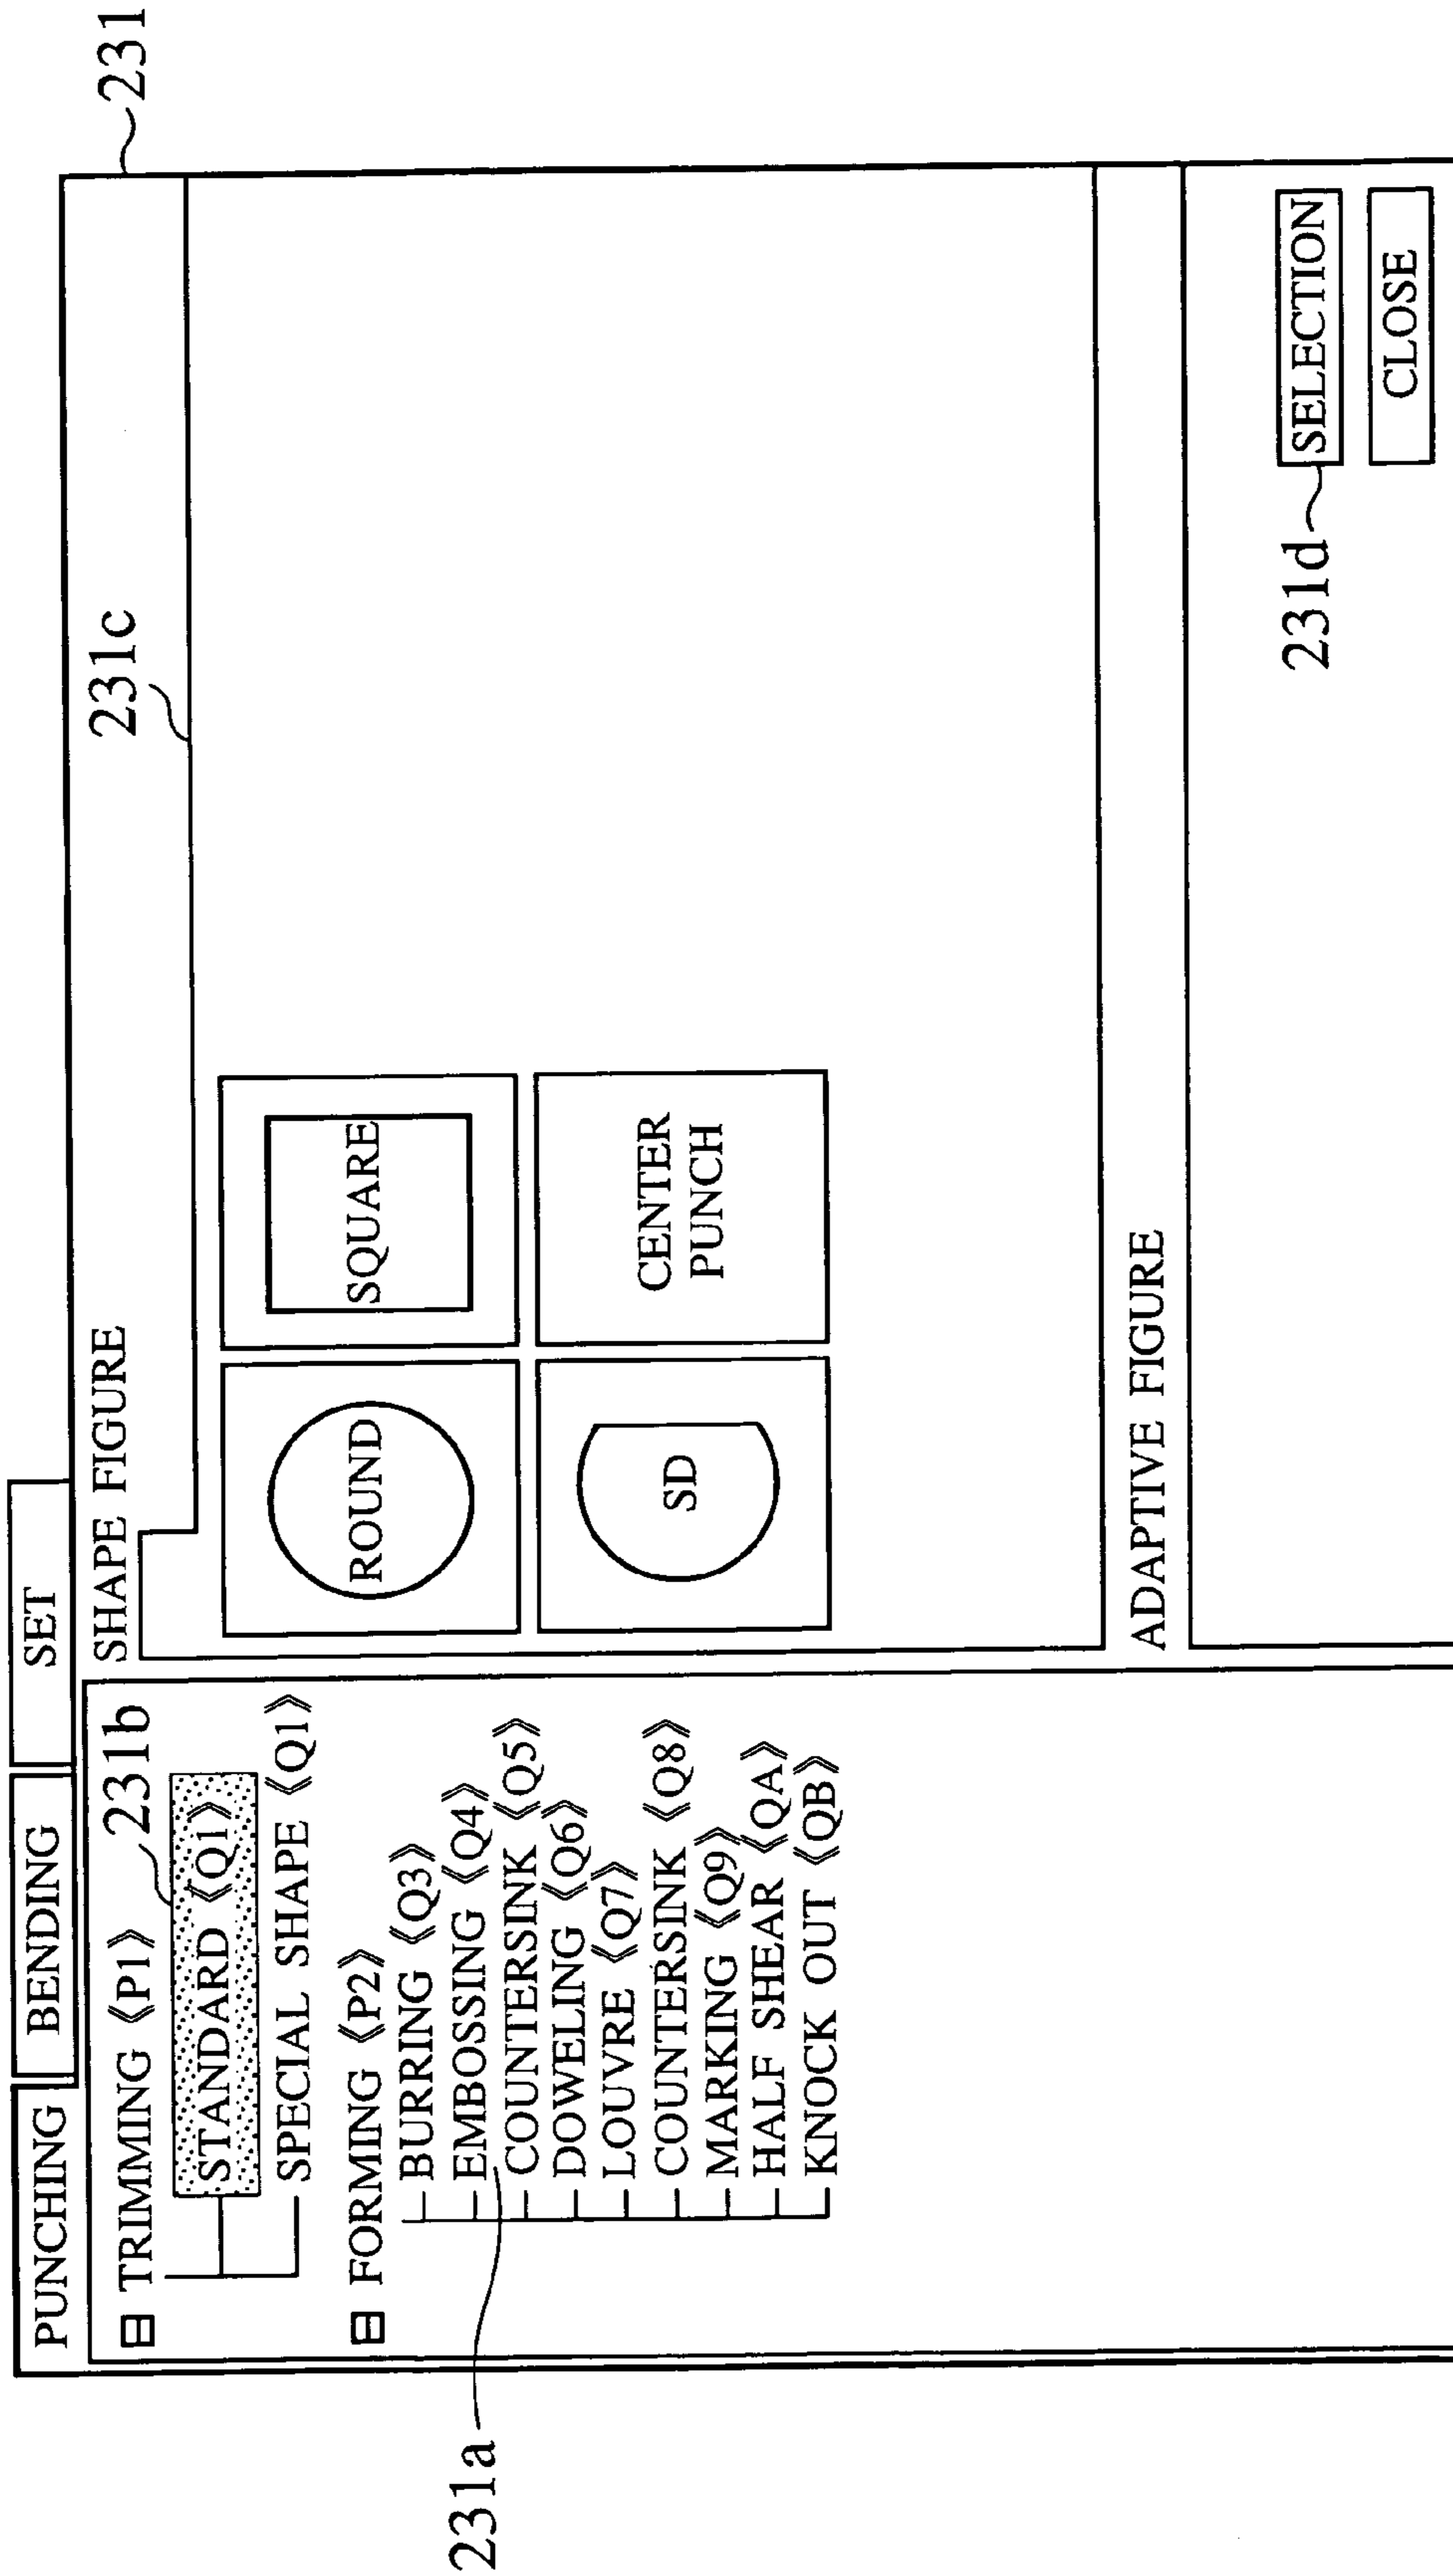 PUNCHING
BENDING
SET
231
TRIMMING 《P1》
231b
STANDARD 《Q1》
SPECIAL SHAPE 《Q1》
FORMING 《P2》
BURRING 《Q3》
EMBOSSING 《Q4》
COUNTERSINK 《Q5》
DOWELING 《Q6》
LOUVRE 《Q7》
COUNTERSINK 《Q8》
MARKING 《Q9》
HALF SHEAR 《QA》
KNOCK OUT 《QB》
231a
SHAPE FIGURE
231c
ROUND
SQUARE
SD
CENTER
PUNCH
ADAPTIVE FIGURE
231d
SELECTION
CLOSE